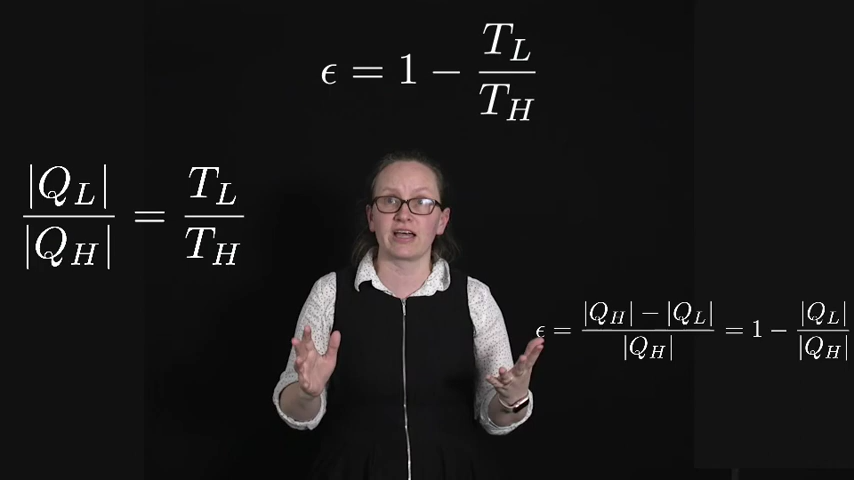 ϵ = 1 − T_L / T_H
|Q_L| / |Q_H| = T_L / T_H
ϵ = (|Q_H| − |Q_L|) / |Q_H| = 1 − |Q_L| / |Q_H|